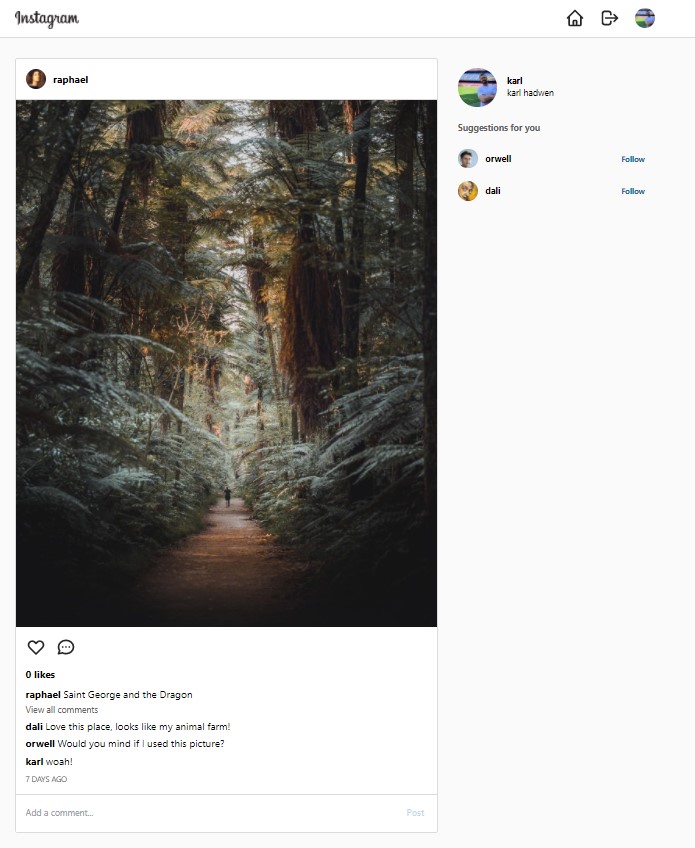 Instagram
raphael
karl
karl hadwen
Suggestions for you
orwell Follow
dali Follow
0 likes
raphael Saint George and the Dragon
View all comments
dali Love this place, looks like my animal farm!
orwell Would you mind if I used this picture?
karl woah!
7 DAYS AGO
Add a comment... Post